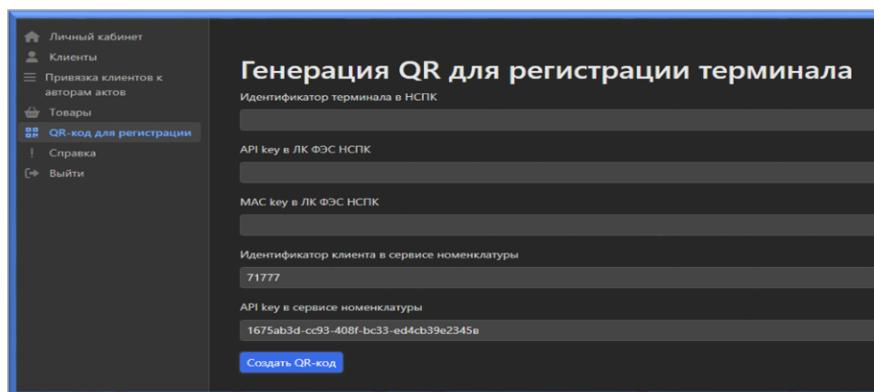 Личный кабинет
Клиенты
Привязка клиентов к
авторам актов
Товары
QR-код для регистрации
Справка
Выйти
Генерация QR для регистрации терминала
Идентификатор терминала в НСПК
API key в ЛК ФЭС НСПК
MAC key в ЛК ФЭС НСПК
Идентификатор клиента в сервисе номенклатуры
71777
API key в сервисе номенклатуры
1675ab3d-cc93-408f-bc33-ed4cb39e2345в
Создать QR-код